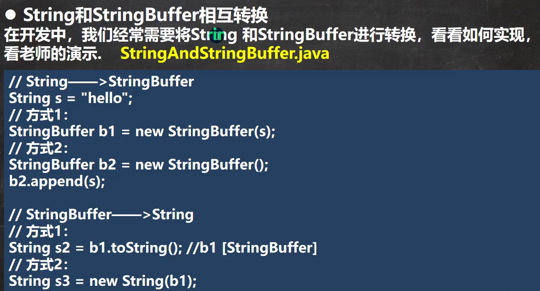 ● String和StringBuffer相互转换
在开发中，我们经常需要将String 和StringBuffer进行转换，看看如何实现，
看老师的演示. StringAndStringBuffer.java
// String——>StringBuffer
String s = "hello";
// 方式1：
StringBuffer b1 = new StringBuffer(s);
// 方式2：
StringBuffer b2 = new StringBuffer();
b2.append(s);
// StringBuffer——>String
// 方式1：
String s2 = b1.toString(); //b1 [StringBuffer]
// 方式2：
String s3 = new String(b1);